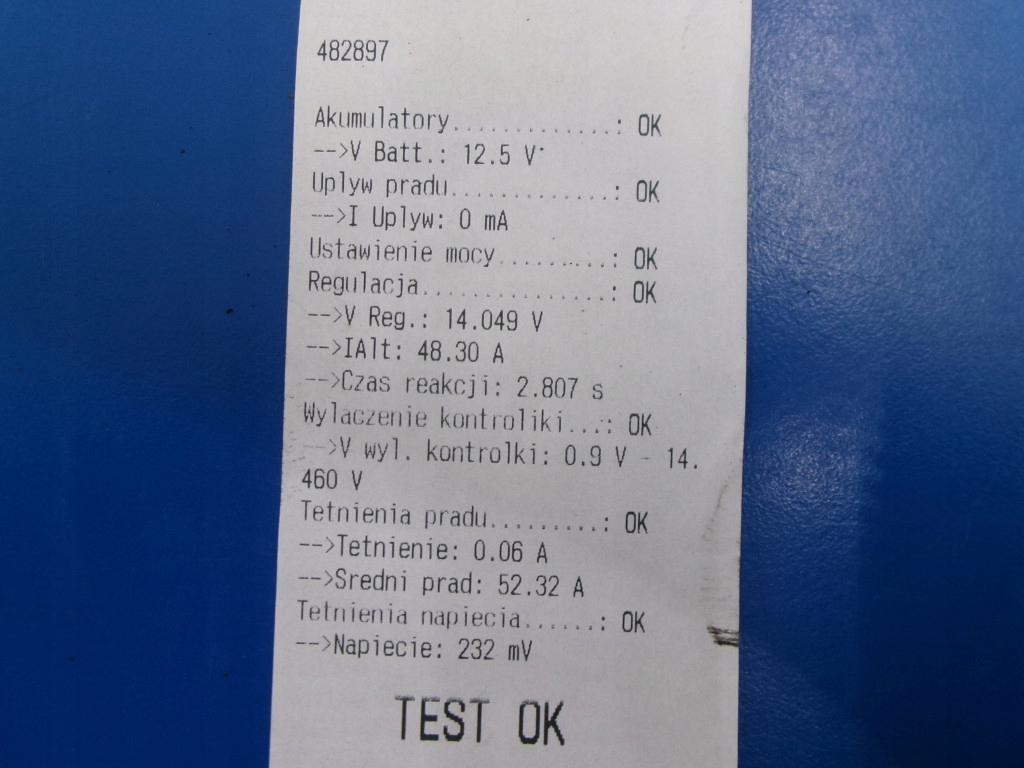 482897
Akumulatory.............: OK
-->V Batt.: 12.5 V
Uplyw pradu.............: OK
-->I Uplyw: 0 mA
Ustawienie mocy.........: OK
Regulacja...............: OK
-->V Reg.: 14.049 V
-->IAlt: 48.30 A
-->Czas reakcji: 2.807 s
Wylaczenie kontroliki...: OK
-->V wyl. kontrolki: 0.9 V - 14.
460 V
Tetnienia pradu.........: OK
-->Tetnienie: 0.06 A
-->Sredni prad: 52.32 A
Tetnienia napiecia......: OK
-->Napiecie: 232 mV
TEST OK